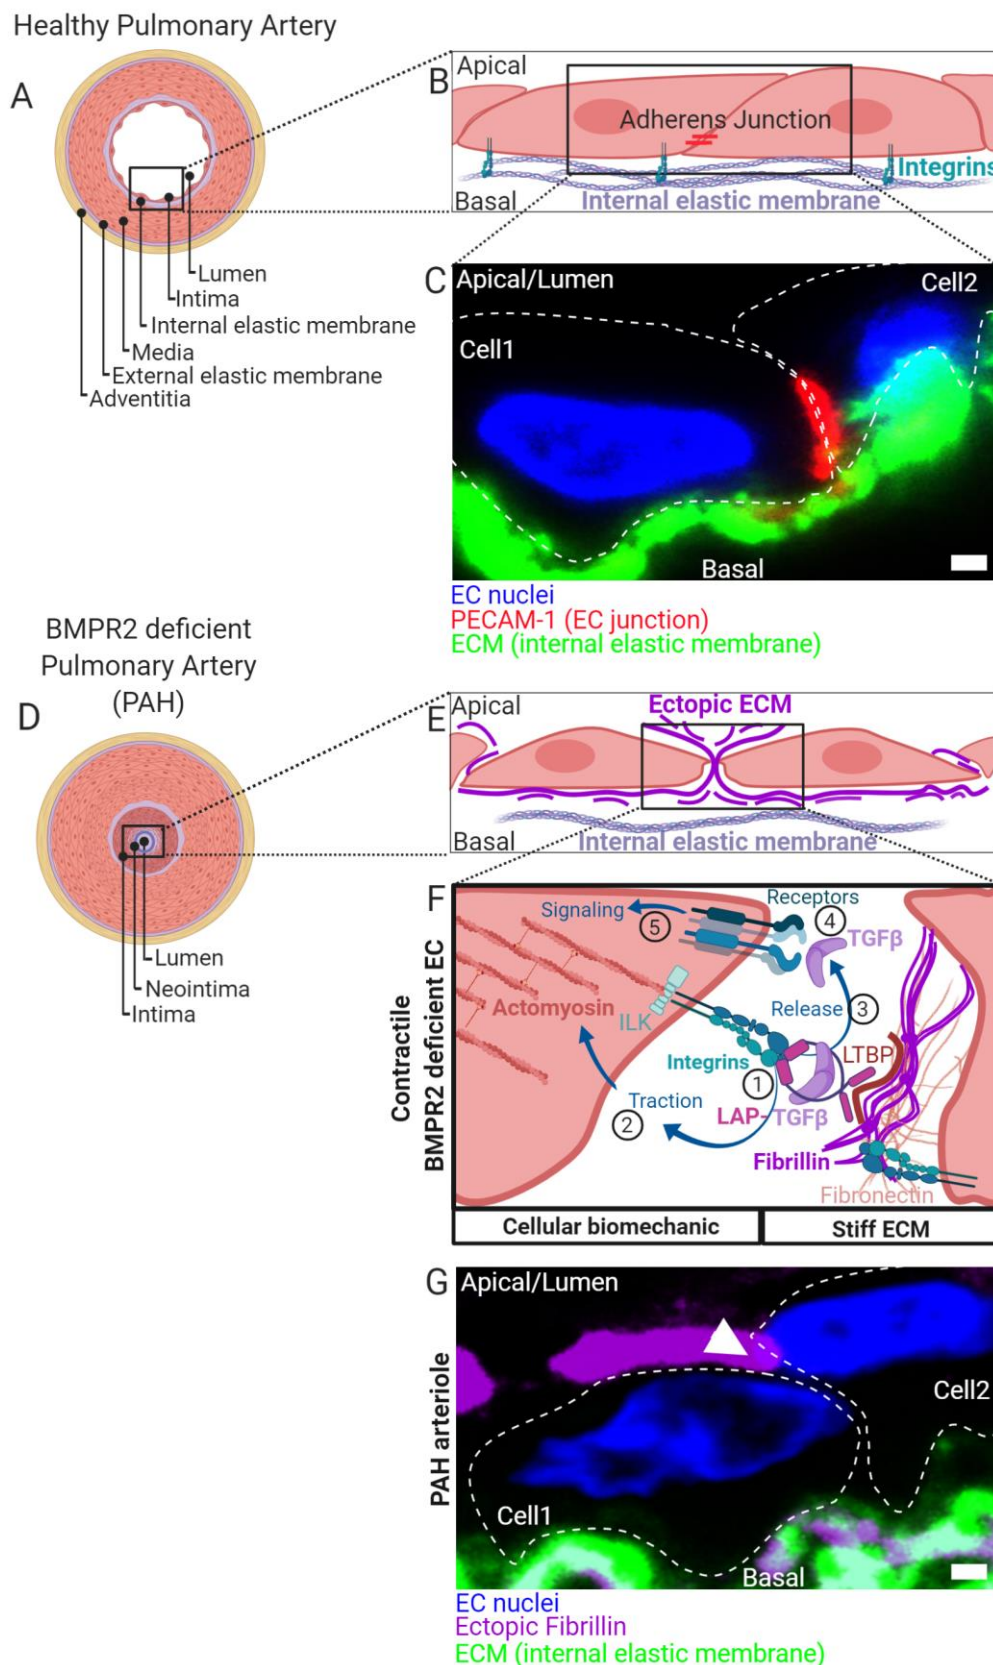 Healthy Pulmonary Artery
A
Lumen
Intima
Internal elastic membrane
Media
External elastic membrane
Adventitia
B
Apical
Adherens Junction
Integrins
Basal
Internal elastic membrane
C
Apical/Lumen
Cell2
Cell1
Basal
EC nuclei
PECAM-1 (EC junction)
ECM (internal elastic membrane)
BMPR2 deficient
Pulmonary Artery
(PAH)
D
Lumen
Neointima
Intima
E
Apical
Ectopic ECM
Basal
Internal elastic membrane
F
Contractile
BMPR2 deficient EC
Receptors
Signaling
5
4
TGFβ
Actomyosin
ILK
Release
3
Integrins
LTBP
1
Traction
2
LAP-TGFβ
Fibrillin
Fibronectin
Cellular biomechanic
Stiff ECM
G
PAH arteriole
Apical/Lumen
Cell2
Cell1
Basal
EC nuclei
Ectopic Fibrillin
ECM (internal elastic membrane)